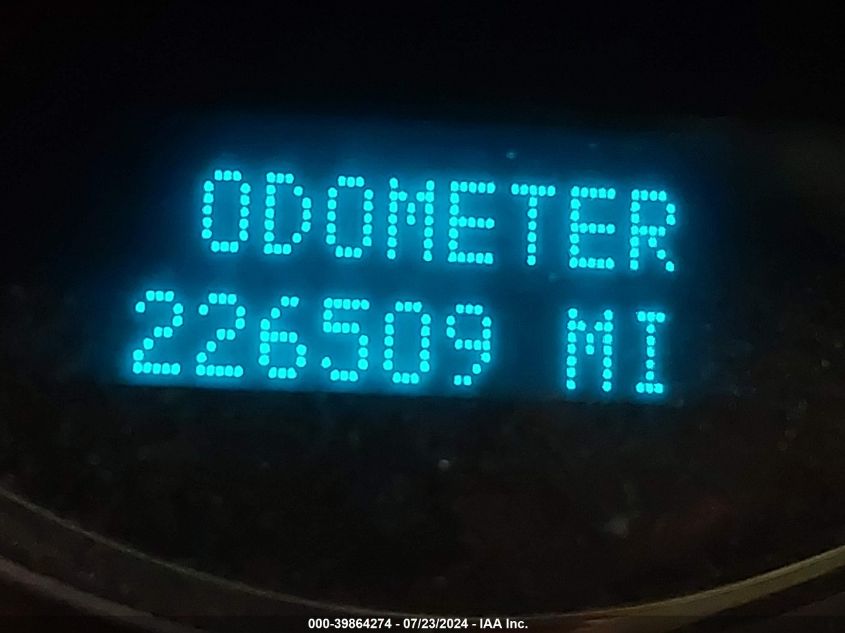 ODOMETER
226509 MI
000-39864274 - 07/23/2024 - IAA Inc.